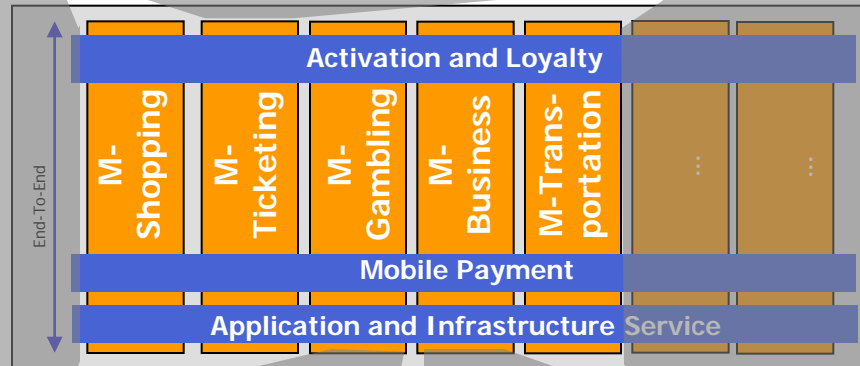 Activation and Loyalty
End-To-End
M-
Shopping
M-
Ticketing
M-
Gambling
M-
Business
M-Trans-
portation
...
...
Mobile Payment
Application and Infrastructure Service